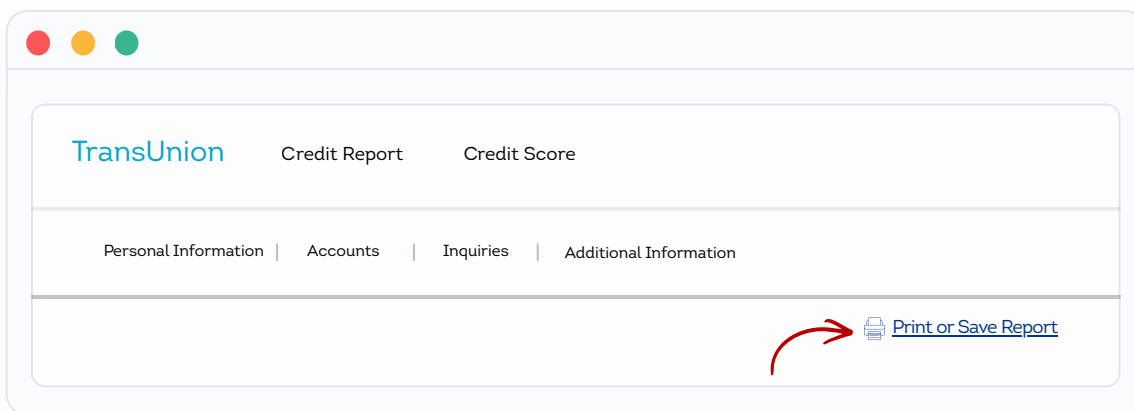 TransUnion Credit Report Credit Score
Personal Information | Accounts | Inquiries | Additional Information
Print or Save Report